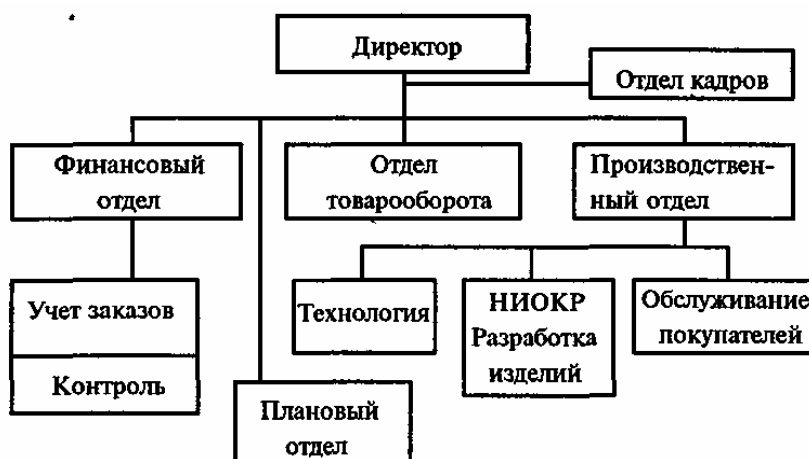 Директор
Отдел кадров
Финансовый
отдел
Отдел
товарооборота
Производствен-
ный отдел
Учет заказов
Контроль
Технология
НИОКР
Разработка
изделий
Обслуживание
покупателей
Плановый
отдел